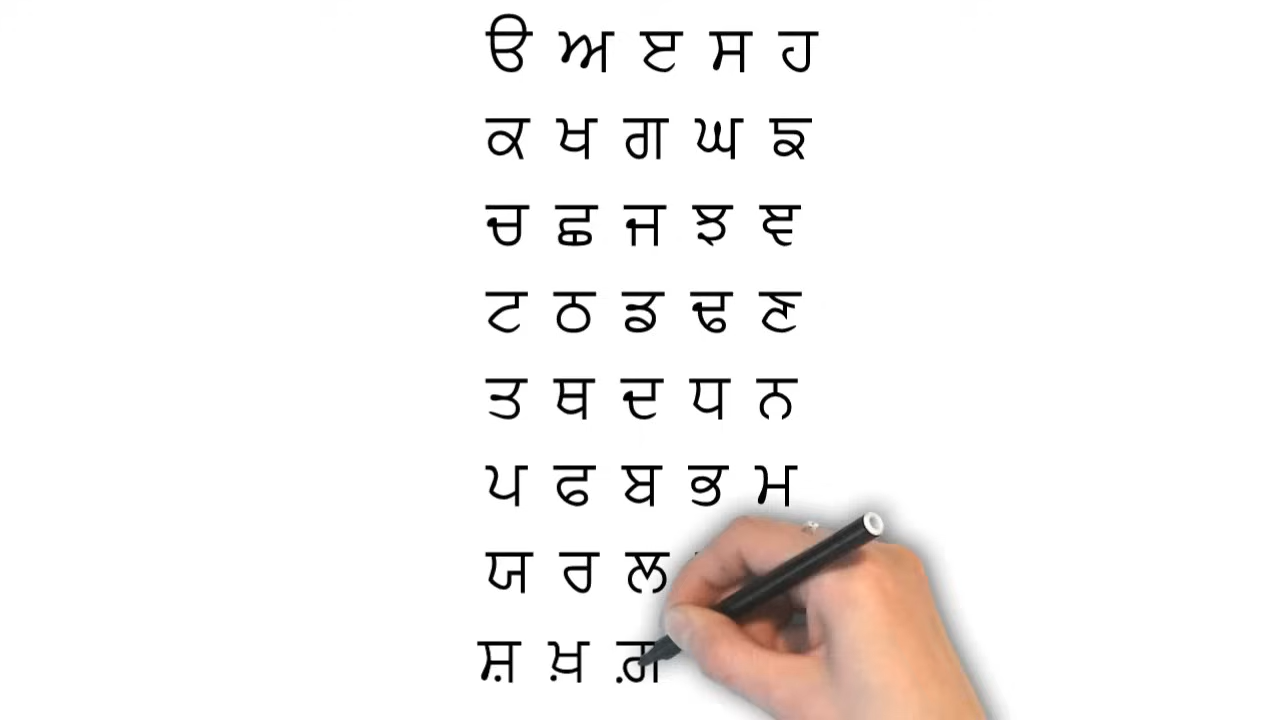 ੳ ਅ ੲ ਸ ਹ
ਕ ਖ ਗ ਘ ਙ
ਚ ਛ ਜ ਝ ਞ
ਟ ਠ ਡ ਢ ਣ
ਤ ਥ ਦ ਧ ਨ
ਪ ਫ ਬ ਭ ਮ
ਯ ਰ ਲ
ਸ਼ ਖ਼ ਗ਼